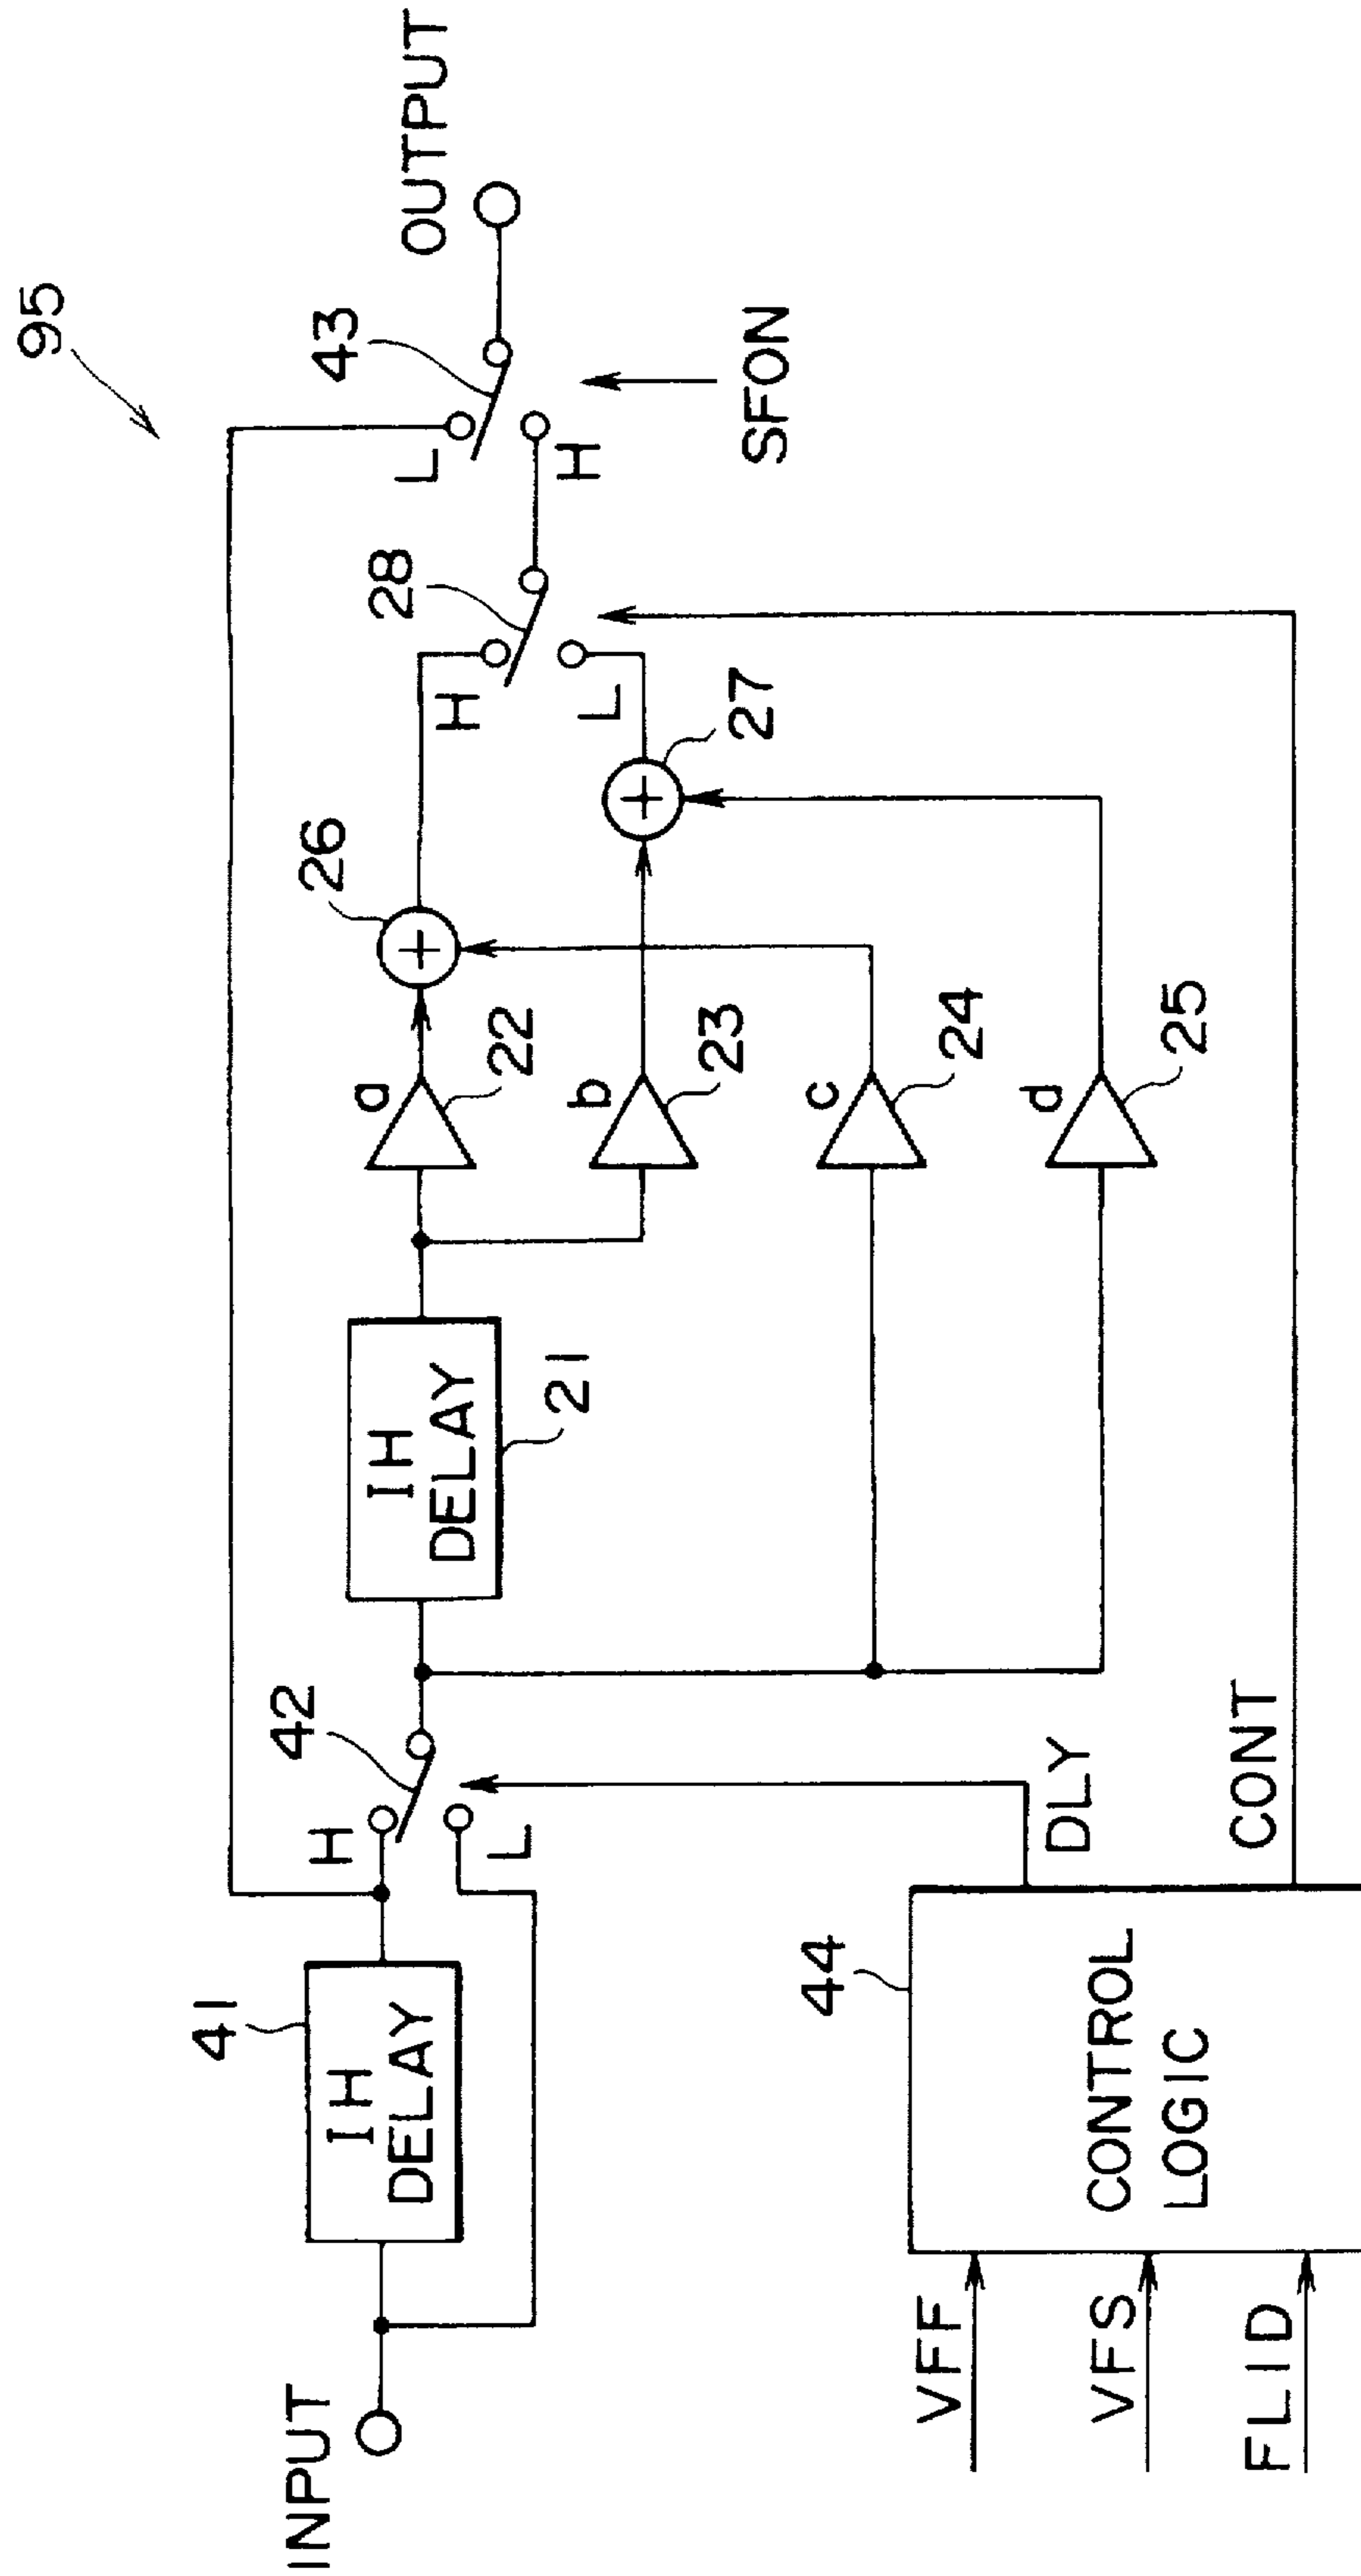 95
INPUT
41
1H
DELAY
H
L
42
1H
DELAY
21
a
22
b
23
c
24
d
25
26
27
H
L
28
L
H
43
SFON
OUTPUT
VFF
VFS
FLID
44
CONTROL
LOGIC
DLY
CONT